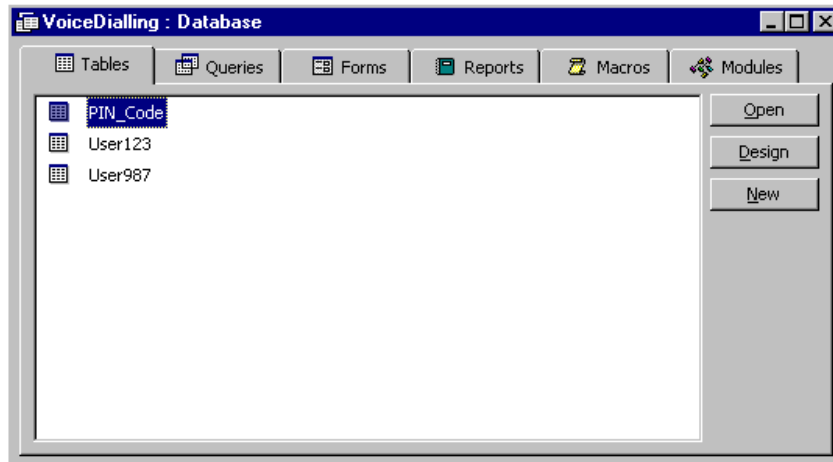 VoiceDialling : Database
Tables Queries Forms Reports Macros Modules
PIN_Code Open
User123 Design
User987 New